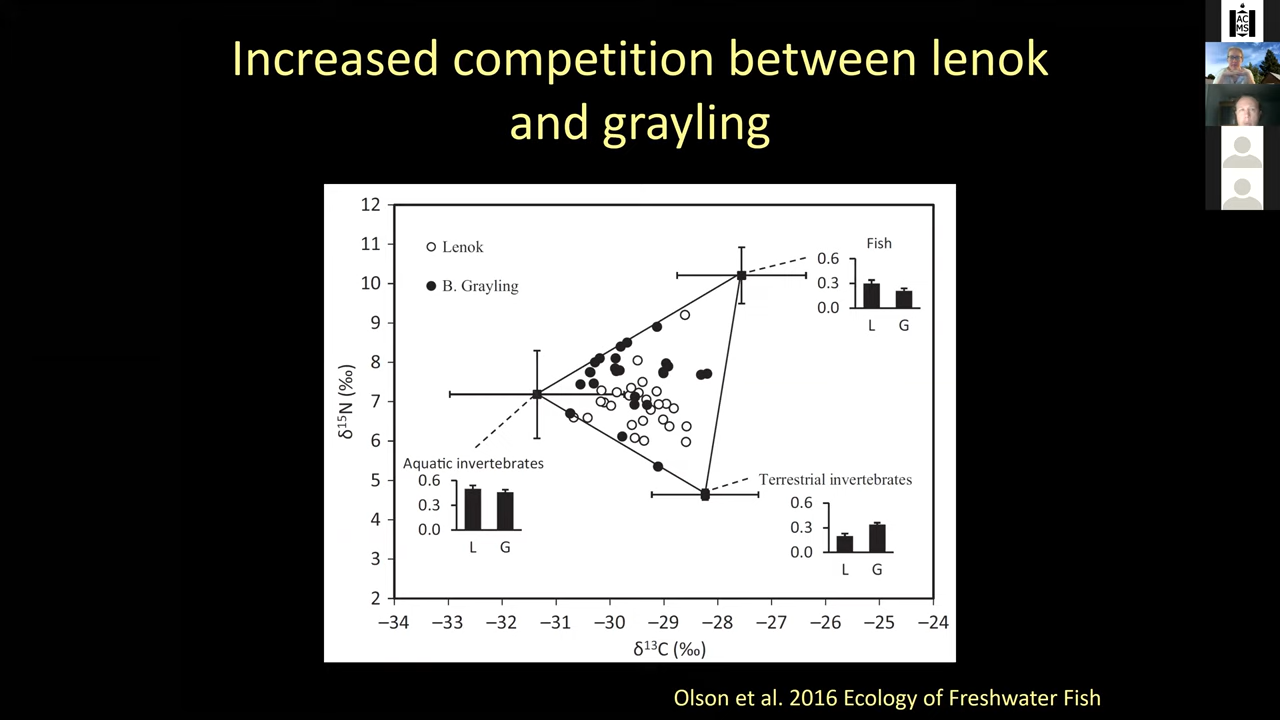 Increased competition between lenok
and grayling
AC
MS
12
11
10
9
8
7
6
5
4
3
2
δ15N (‰)
Lenok
B. Grayling
Fish
0.6
0.3
0.0
L G
Aquatic invertebrates
0.6
0.3
0.0
L G
Terrestrial invertebrates
0.6
0.3
0.0
L G
–34 –33 –32 –31 –30 –29 –28 –27 –26 –25 –24
δ13C (‰)
Olson et al. 2016 Ecology of Freshwater Fish